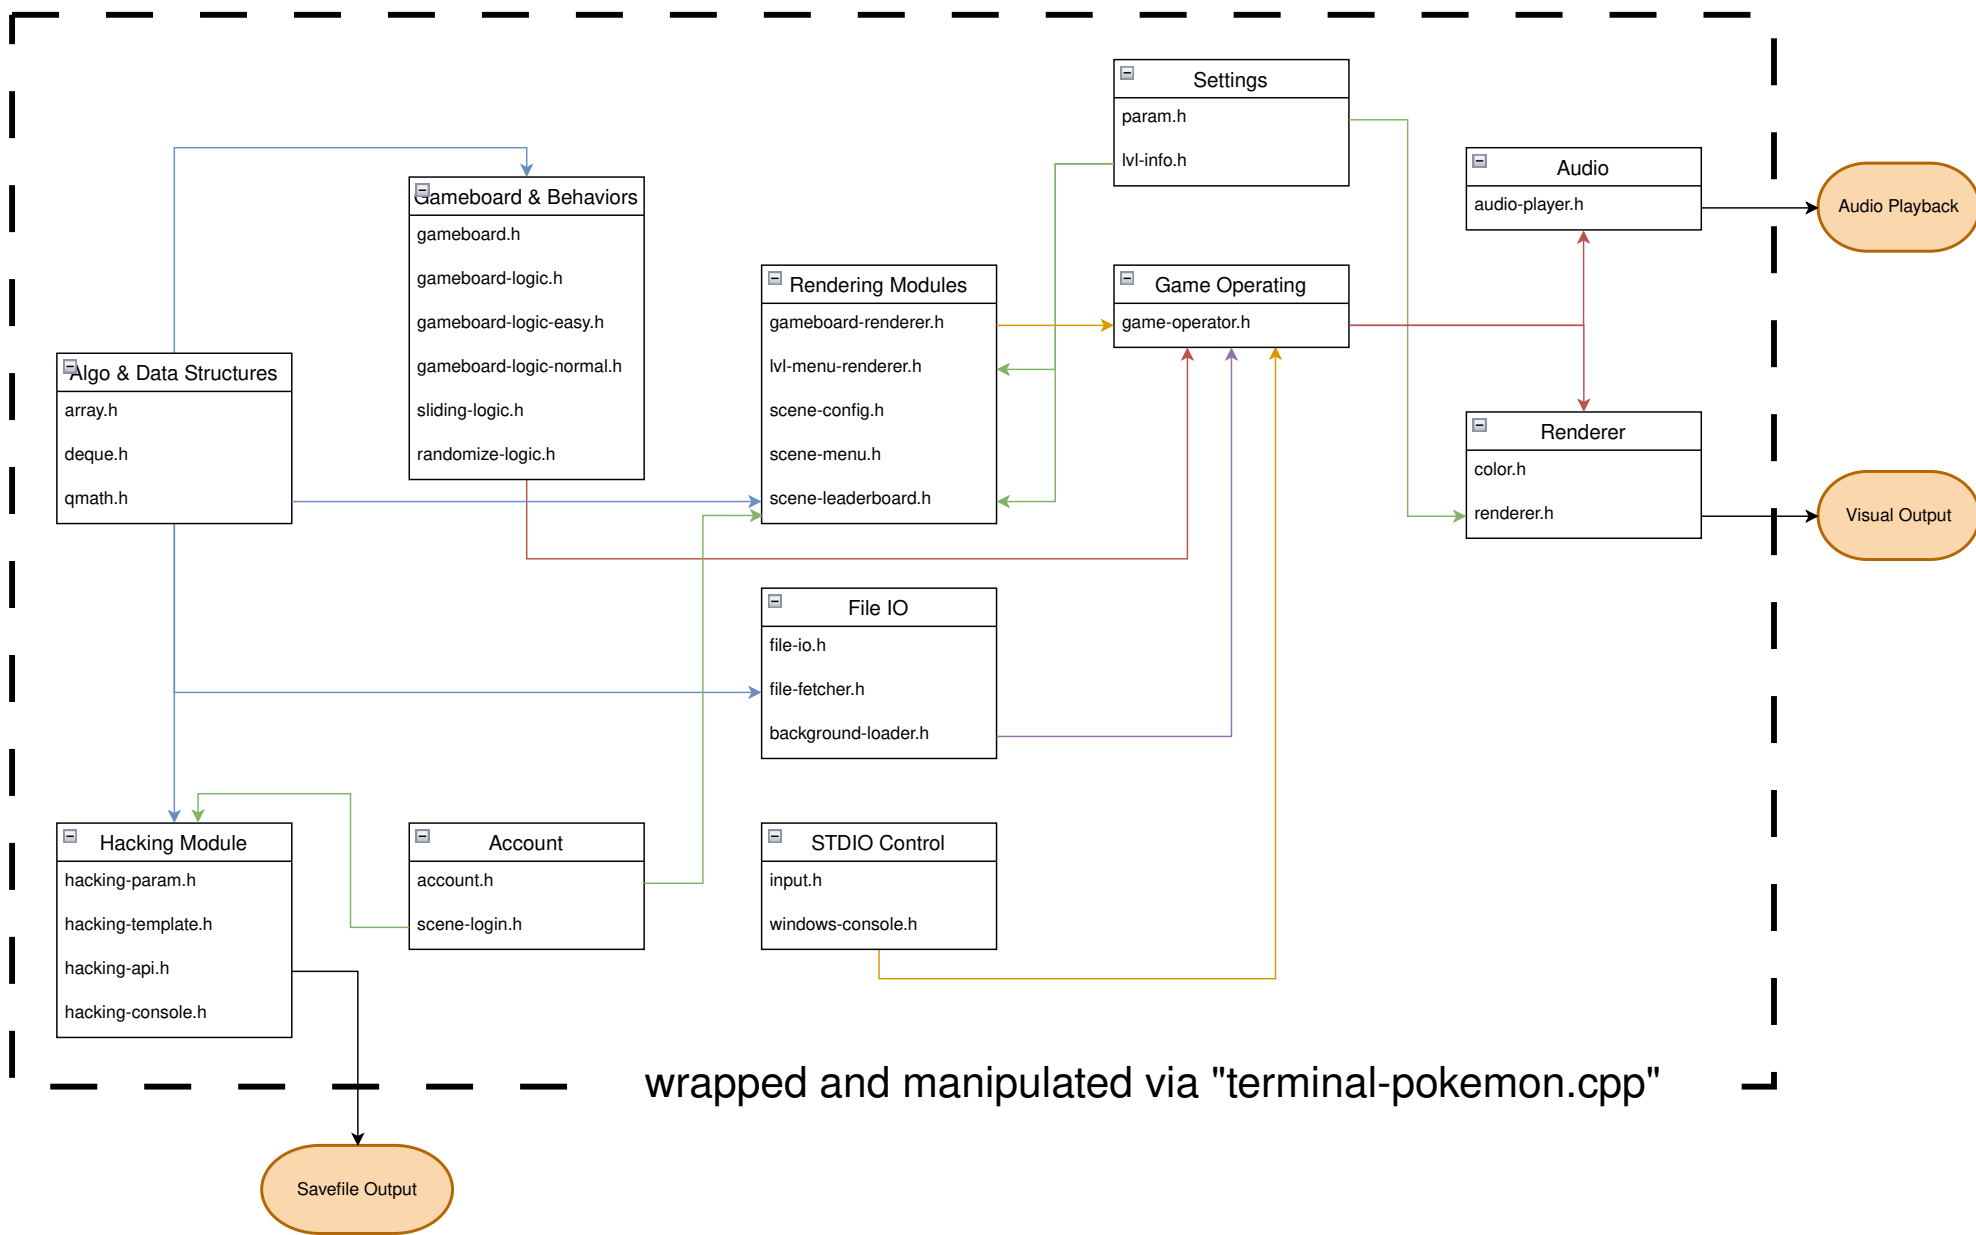 Settings
param.h
lvl-info.h
Audio
audio-player.h
Audio Playback
Gameboard & Behaviors
gameboard.h
gameboard-logic.h
gameboard-logic-easy.h
gameboard-logic-normal.h
sliding-logic.h
randomize-logic.h
Rendering Modules
gameboard-renderer.h
lvl-menu-renderer.h
scene-config.h
scene-menu.h
scene-leaderboard.h
Game Operating
game-operator.h
Algo & Data Structures
array.h
deque.h
qmath.h
Renderer
color.h
renderer.h
Visual Output
File IO
file-io.h
file-fetcher.h
background-loader.h
Hacking Module
hacking-param.h
hacking-template.h
hacking-api.h
hacking-console.h
Account
account.h
scene-login.h
STDIO Control
input.h
windows-console.h
wrapped and manipulated via "terminal-pokemon.cpp"
Savefile Output